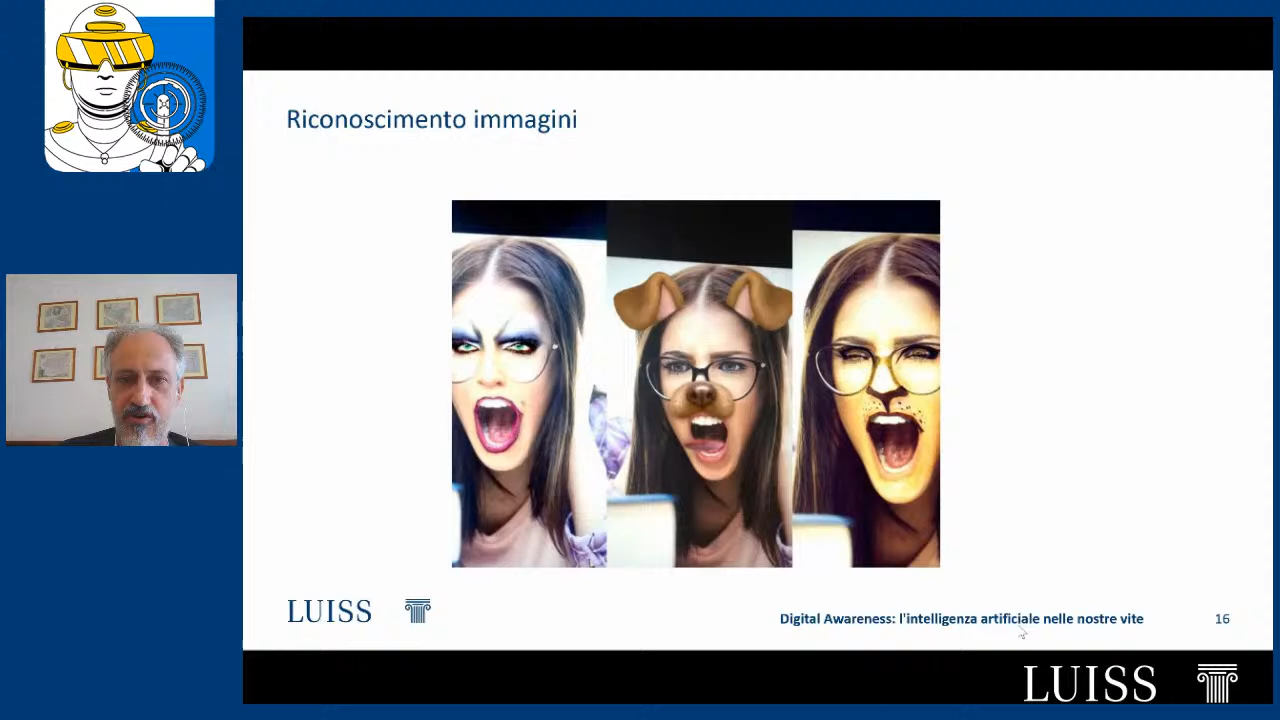 Riconoscimento immagini
LUISS
Digital Awareness: l'intelligenza artificiale nelle nostre vite
16
LUISS